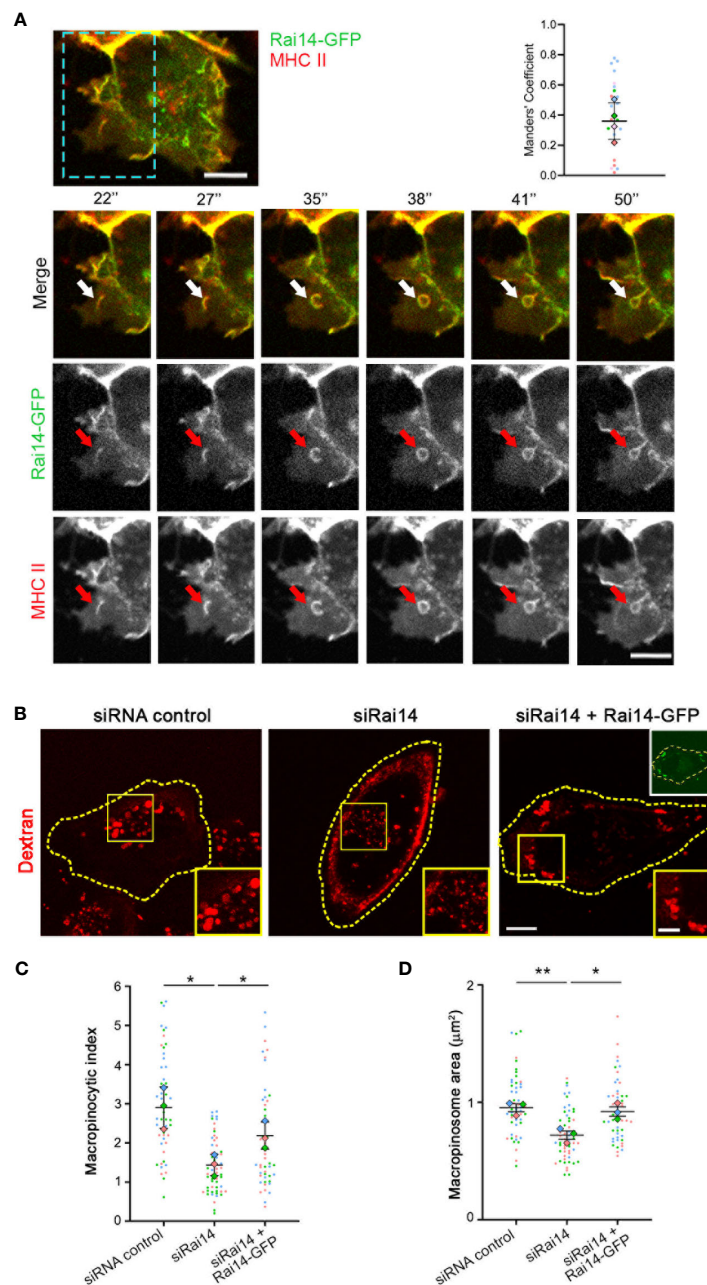 A
Rai14-GFP
MHC II
Manders' Coefficient
1.0
0.8
0.6
0.4
0.2
0.0
22’’ 27’’ 35’’ 38’’ 41’’ 50’’
Merge
Rai14-GFP
MHC II
B
siRNA control siRai14 siRai14 + Rai14-GFP
Dextran
C
Macropinocytic index
6
5
4
3
2
1
0
* *
siRNA control
siRai14
siRai14 +
Rai14-GFP
D
Macropinosome area (µm²)
2
1
0
** *
siRNA control
siRai14
siRai14 +
Rai14-GFP